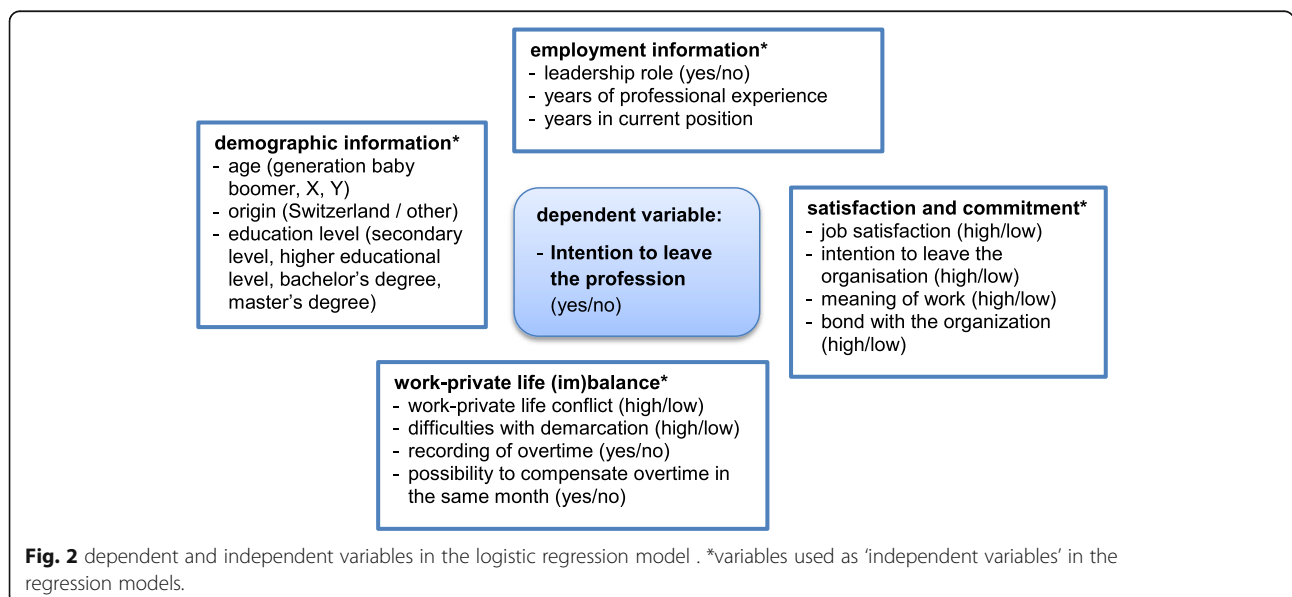 employment information*
- leadership role (yes/no)
- years of professional experience
- years in current position
demographic information*
- age (generation baby
boomer, X, Y)
- origin (Switzerland / other)
- education level (secondary
level, higher educational
level, bachelor's degree,
master's degree)
dependent variable:
- Intention to leave
the profession
(yes/no)
satisfaction and commitment*
- job satisfaction (high/low)
- intention to leave the
organisation (high/low)
- meaning of work (high/low)
- bond with the organization
(high/low)
work-private life (im)balance*
- work-private life conflict (high/low)
- difficulties with demarcation (high/low)
- recording of overtime (yes/no)
- possibility to compensate overtime in
the same month (yes/no)
Fig. 2 dependent and independent variables in the logistic regression model . *variables used as 'independent variables' in the
regression models.